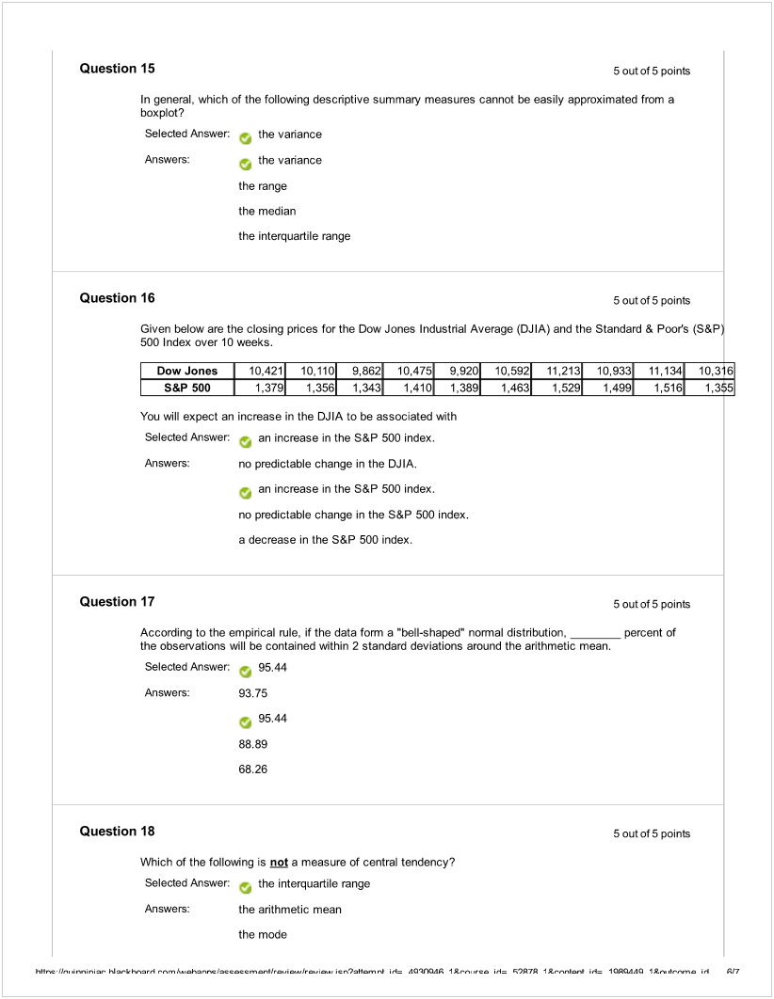 Question 15
5 out of 5 points
In general, which of the following descriptive summary measures cannot be easily approximated from a
boxplot?
Selected Answer: the variance
Answers: the variance
the range
the median
the interquartile range
Question 16
5 out of 5 points
Given below are the closing prices for the Dow Jones Industrial Average (DJIA) and the Standard & Poor's (S&P)
500 Index over 10 weeks.
Dow Jones 10,421 10,110 9,862 10,475 9,920 10,592 11,213 10,933 11,134 10,316
S&P 500 1,379 1,356 1,343 1,410 1,389 1,463 1,529 1,499 1,516 1,355
You will expect an increase in the DJIA to be associated with
Selected Answer: an increase in the S&P 500 index.
Answers: no predictable change in the DJIA.
an increase in the S&P 500 index.
no predictable change in the S&P 500 index.
a decrease in the S&P 500 index.
Question 17
5 out of 5 points
According to the empirical rule, if the data form a "bell-shaped" normal distribution, ________ percent of
the observations will be contained within 2 standard deviations around the arithmetic mean.
Selected Answer: 95.44
Answers: 93.75
95.44
88.89
68.26
Question 18
5 out of 5 points
Which of the following is not a measure of central tendency?
Selected Answer: the interquartile range
Answers: the arithmetic mean
the mode
https://quinnipiac.blackboard.com/webapps/assessment/review/review.jsp?attempt_id=_4930946_1&course_id=_52878_1&content_id=_1989449_1&outcome_id… 6/7